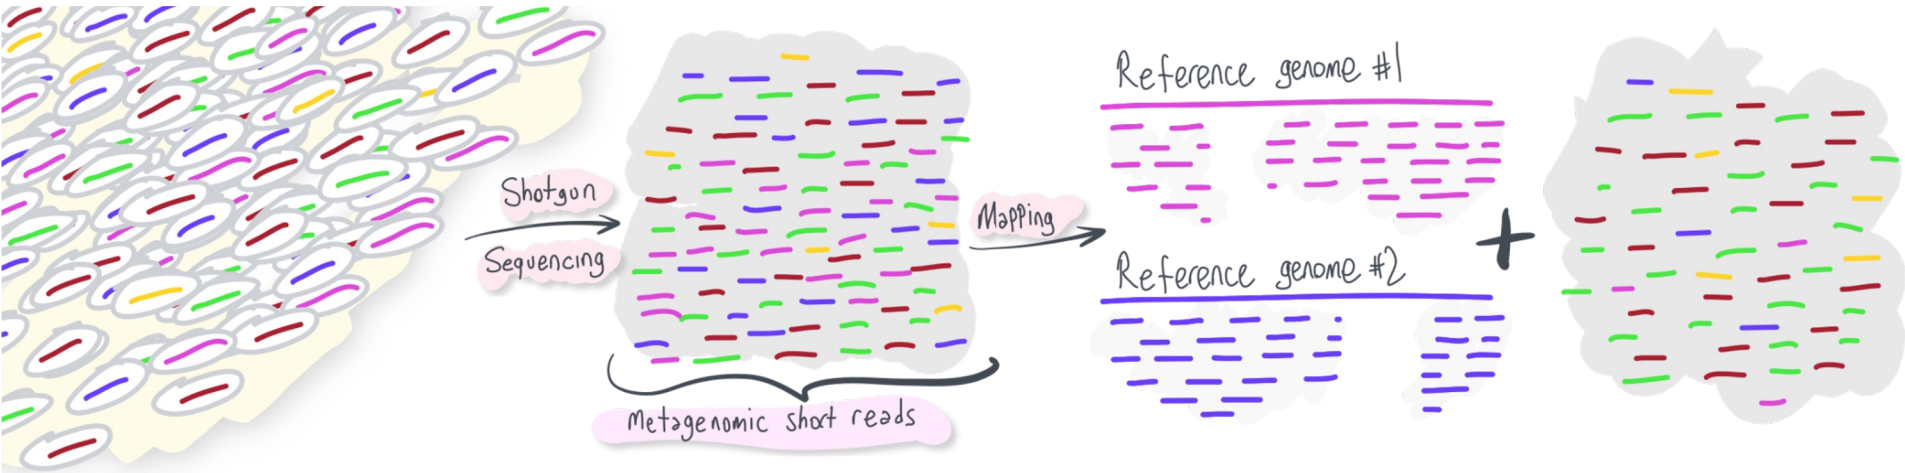 Shotgun
Sequencing
Metagenomic short reads
Mapping
Reference genome #1
Reference genome #2
+